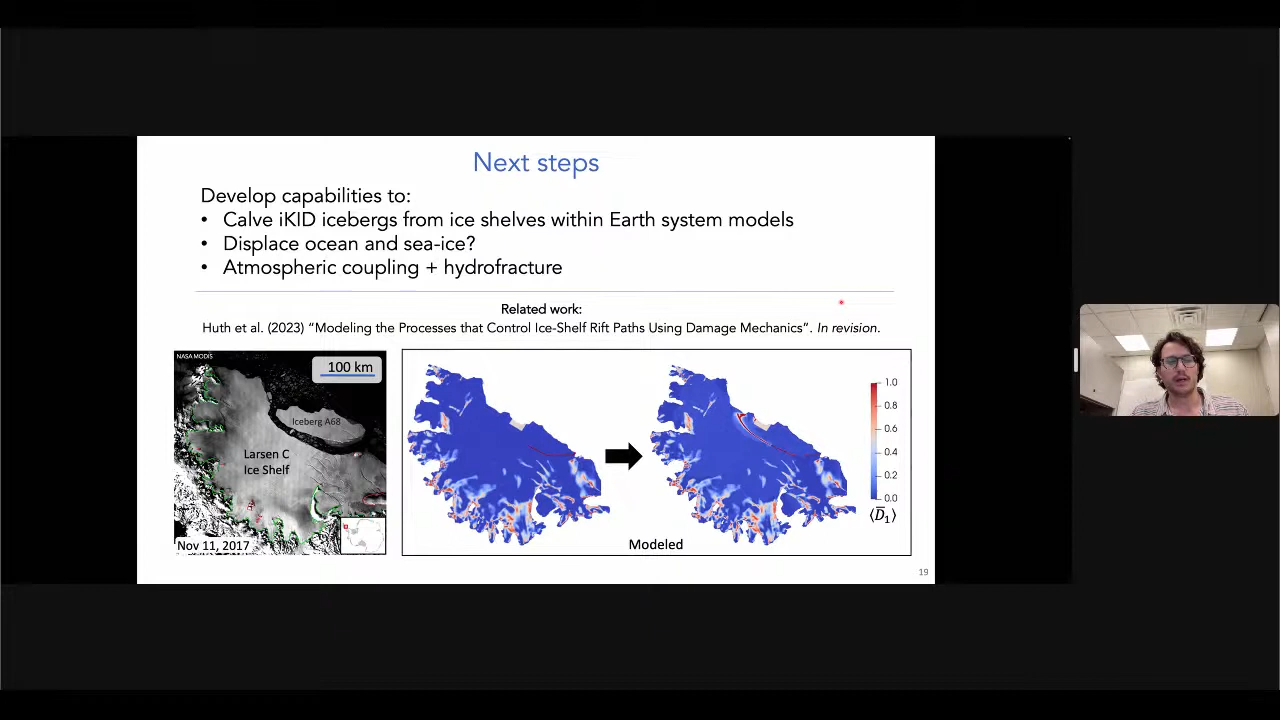 Next steps
Develop capabilities to:
• Calve iKID icebergs from ice shelves within Earth system models
• Displace ocean and sea-ice?
• Atmospheric coupling + hydrofracture
Related work:
Huth et al. (2023) “Modeling the Processes that Control Ice-Shelf Rift Paths Using Damage Mechanics”. In revision.
NASA MODIS
100 km
Iceberg A68
Larsen C
Ice Shelf
Nov 11, 2017
Modeled
1.0
0.8
0.6
0.4
0.2
0.0
⟨D̅₁⟩
19